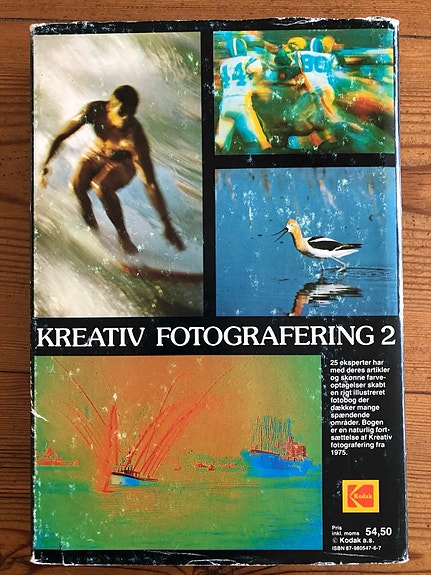 44
86
KREATIV FOTOGRAFERING 2
25 eksperter har
med deres artikler
og skønne farve-
optagelser skabt
en rigt illustreret
fotobog der
dækker mange
spændende
områder. Bogen
er en naturlig fort-
sættelse af Kreativ
fotografering fra
1975.
Kodak
Pris
inkl. moms 54,50
© Kodak a.s.
ISBN 87-980547-6-7